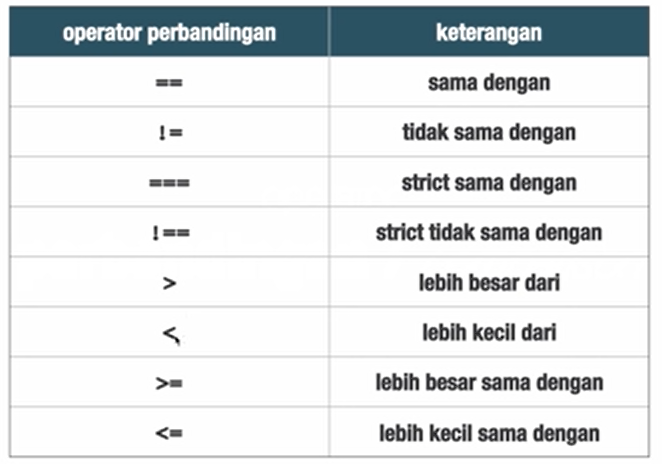 operator perbandingan keterangan
== sama dengan
!= tidak sama dengan
=== strict sama dengan
!== strict tidak sama dengan
> lebih besar dari
< lebih kecil dari
>= lebih besar sama dengan
<= lebih kecil sama dengan